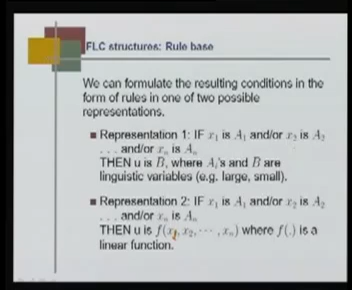 FLC structures: Rule base
We can formulate the resulting conditions in the
form of rules in one of two possible
representations.
Representation 1: IF x₁ is A₁ and/or x₂ is A₂
... and/or xₙ is Aₙ
THEN u is B, where Aᵢ's and B are
linguistic variables (e.g. large, small).
Representation 2: IF x₁ is A₁ and/or x₂ is A₂
... and/or xₙ is Aₙ
THEN u is f(x₁, x₂, ⋯ , xₙ) where f(.) is a
linear function.